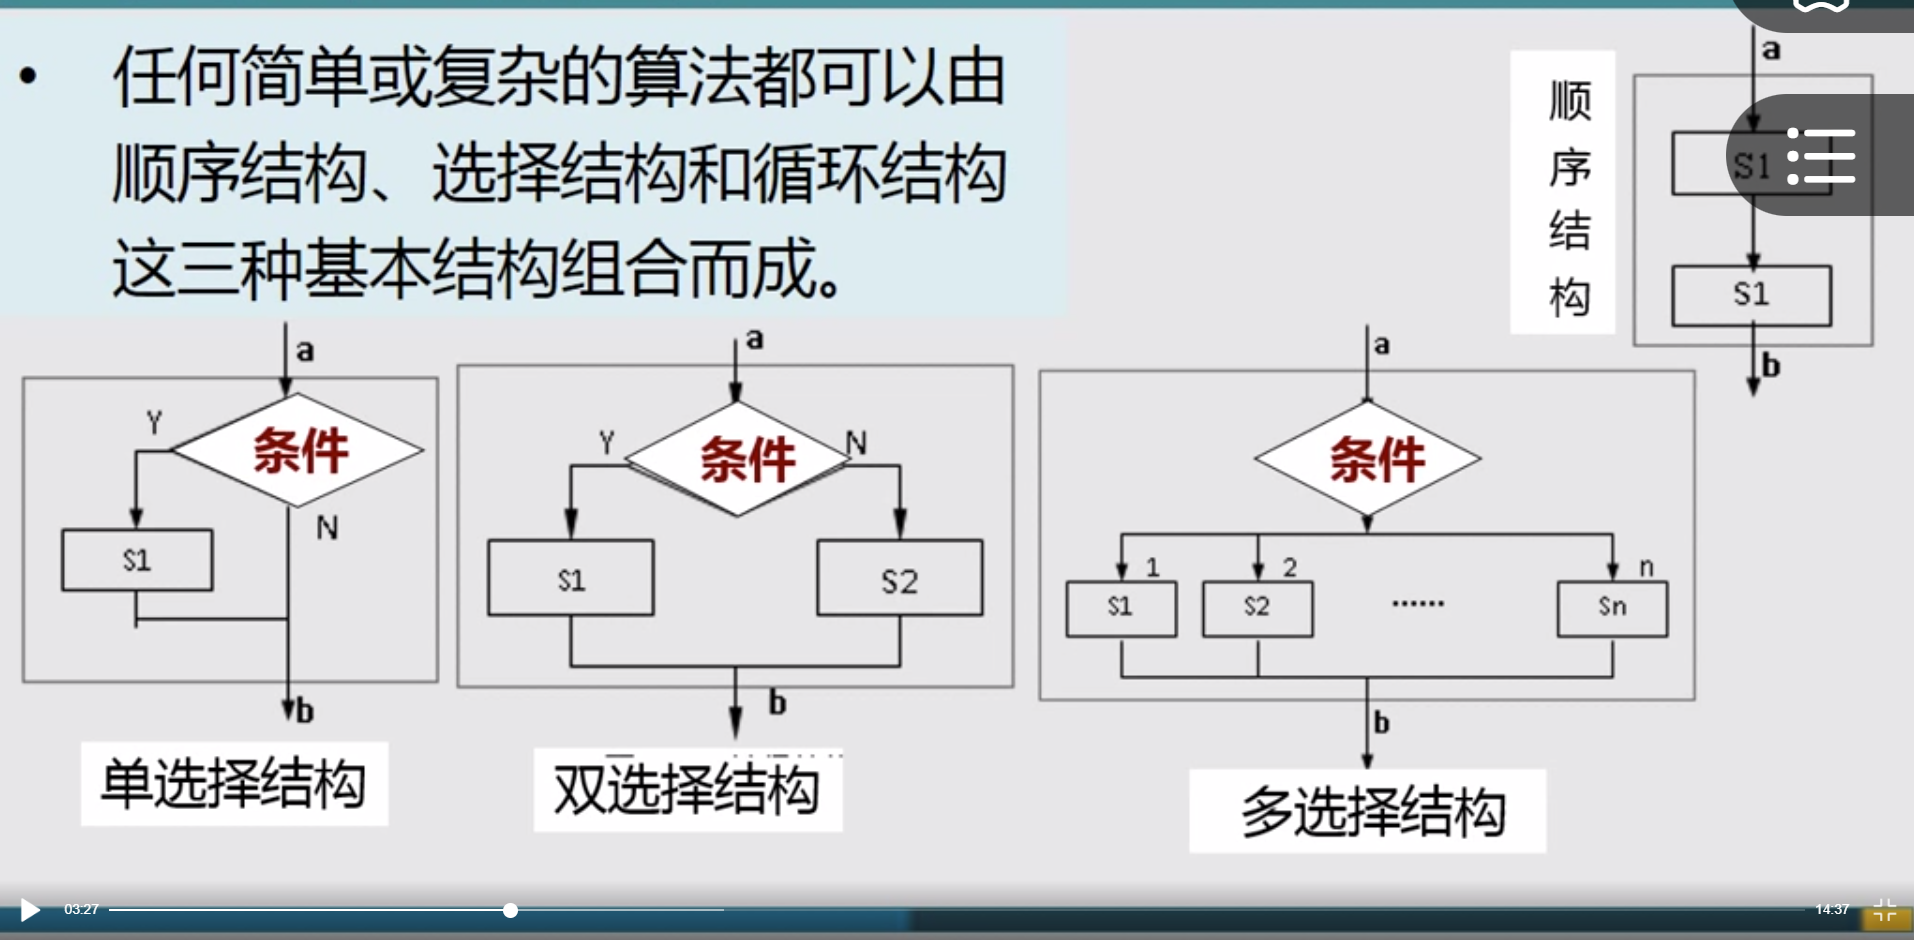 • 任何简单或复杂的算法都可以由
顺序结构、选择结构和循环结构
这三种基本结构组合而成。
顺序结构
a
S1
S1
b
a
条件
Y
N
S1
b
单选择结构
a
条件
Y
N
S1
S2
b
双选择结构
a
条件
1
2
n
S1
S2
······
Sn
b
多选择结构
03:27
14:37